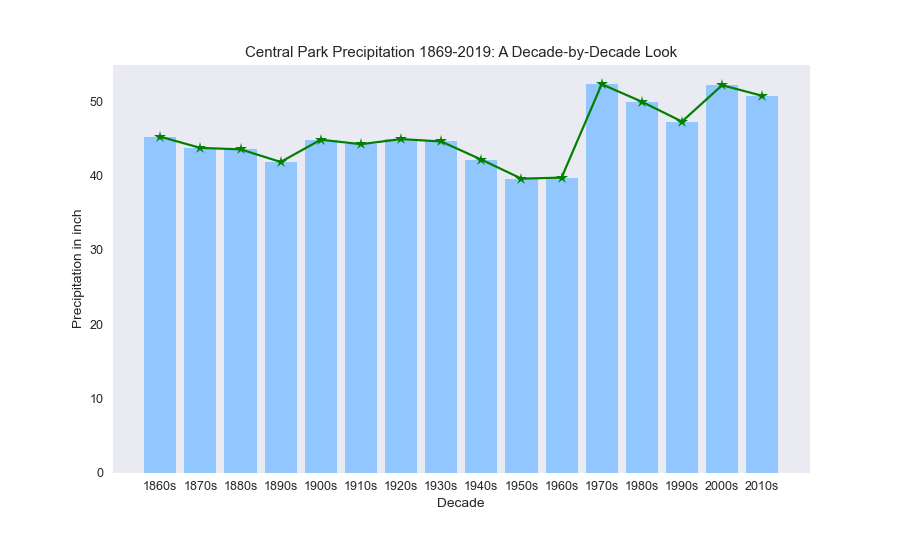 Central Park Precipitation 1869-2019: A Decade-by-Decade Look
50
40
30
20
10
0
Precipitation in inch
1860s 1870s 1880s 1890s 1900s 1910s 1920s 1930s 1940s 1950s 1960s 1970s 1980s 1990s 2000s 2010s
Decade